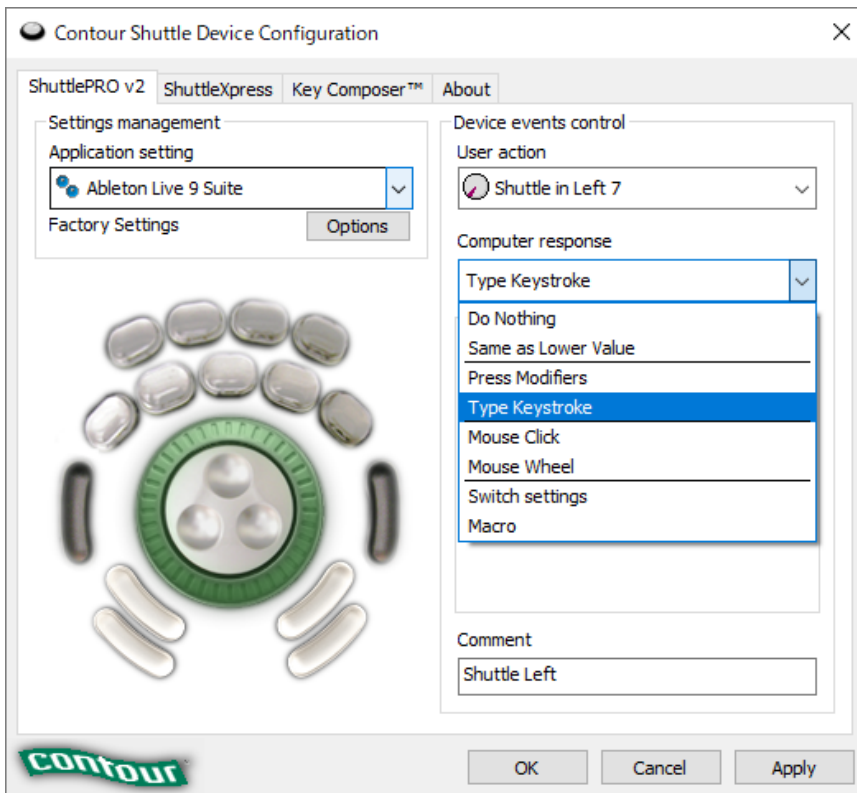 Contour Shuttle Device Configuration
ShuttlePRO v2 ShuttleXpress Key Composer™ About
Settings management
Application setting
Ableton Live 9 Suite
Factory Settings Options
Device events control
User action
Shuttle in Left 7
Computer response
Type Keystroke
Do Nothing
Same as Lower Value
Press Modifiers
Type Keystroke
Mouse Click
Mouse Wheel
Switch settings
Macro
Comment
Shuttle Left
contour
OK Cancel Apply